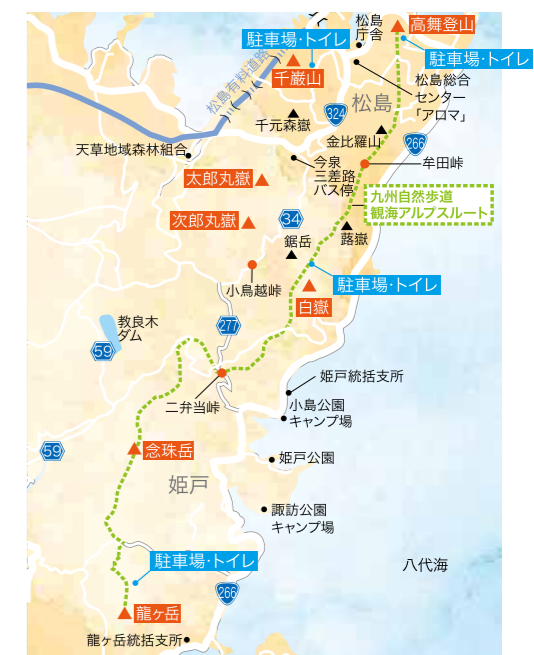 松島
庁舎
高舞登山
駐車場・トイレ
駐車場・トイレ
千巌山
松島有料道路
松島総合
センター
「アロマ」
松島
324
千元森嶽
金比羅山
266
天草地域森林組合
今泉
三差路
バス停
牟田峠
太郎丸嶽
九州自然歩道
観海アルプスルート
次郎丸嶽
34
鋸岳
蕗嶽
小鳥越峠
駐車場・トイレ
白嶽
教良木
ダム
277
59
姫戸統括支所
二弁当峠
小島公園
キャンプ場
59
念珠岳
姫戸公園
姫戸
諏訪公園
キャンプ場
駐車場・トイレ
八代海
266
龍ヶ岳
龍ヶ岳統括支所